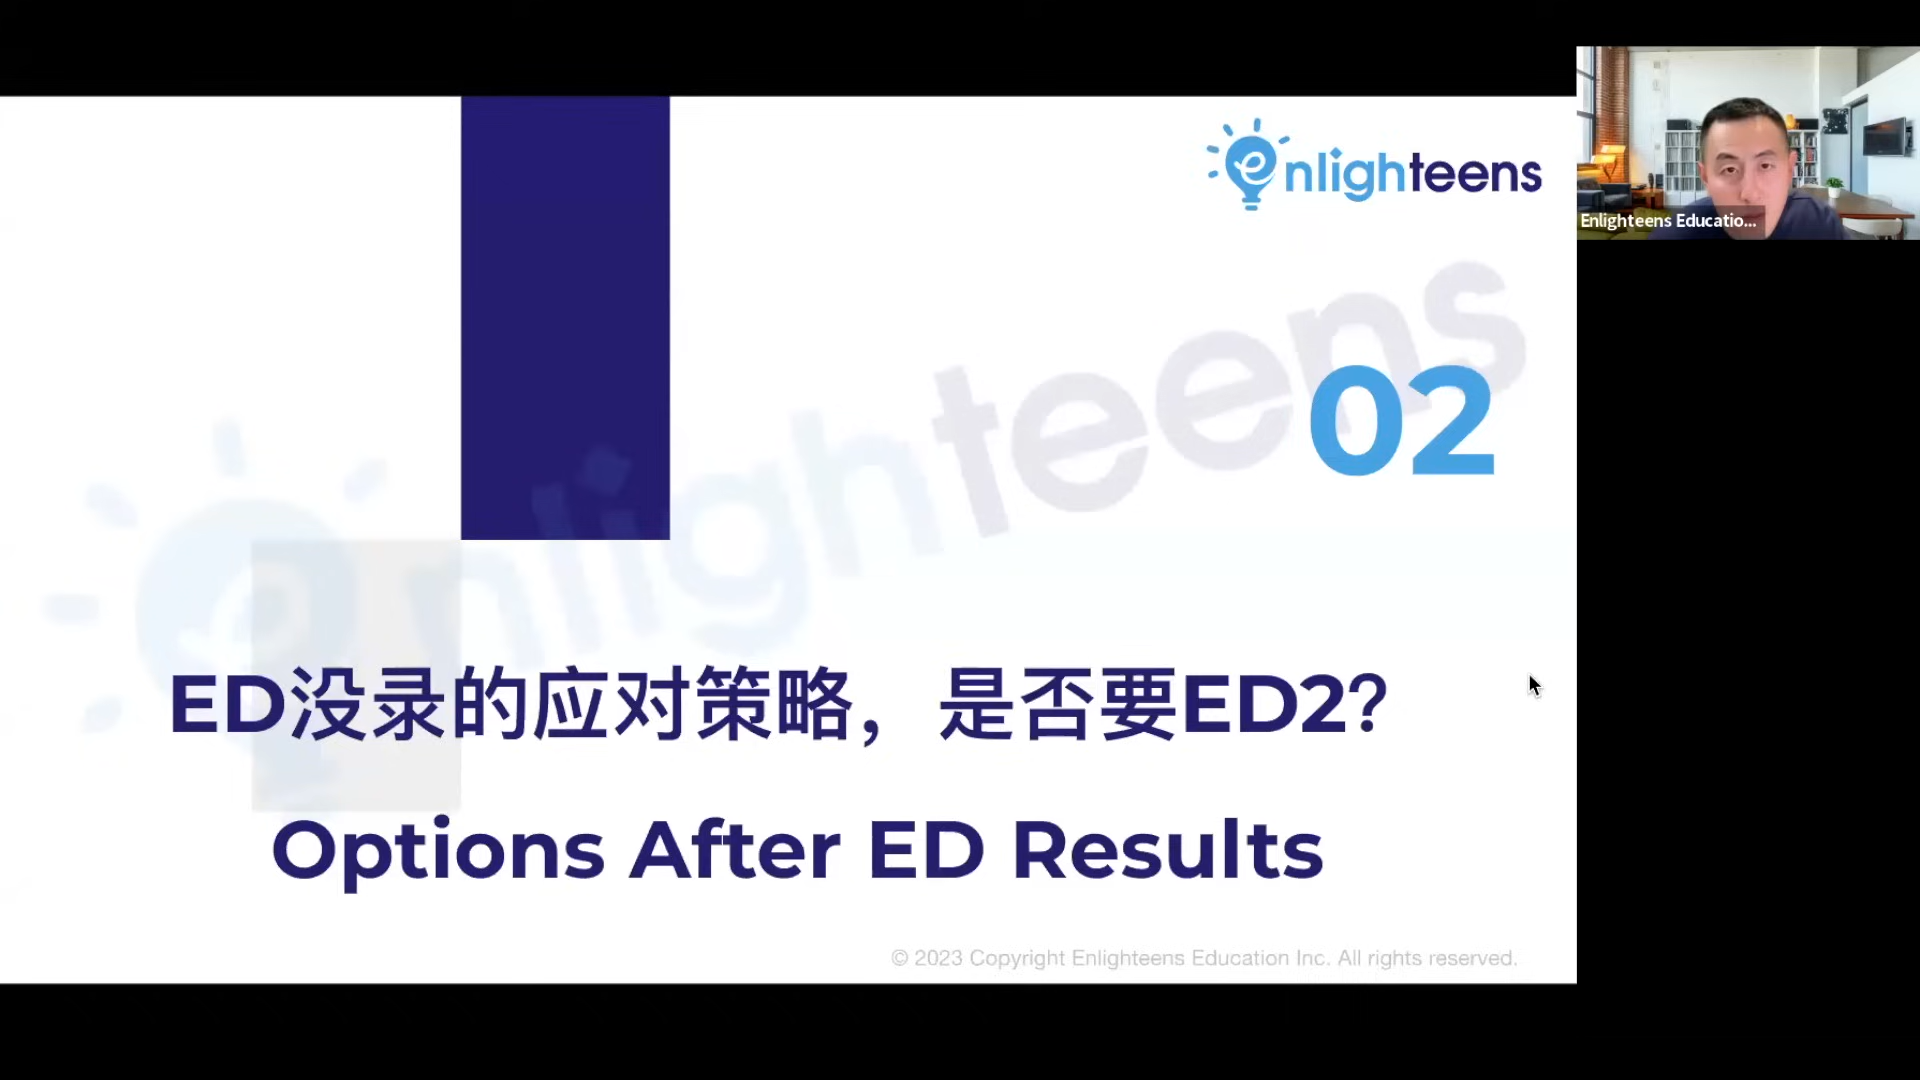 enlighteens
Enlighteens Educatio...
enlighteens
02
ED没录的应对策略，是否要ED2？
Options After ED Results
© 2023 Copyright Enlighteens Education Inc. All rights reserved.